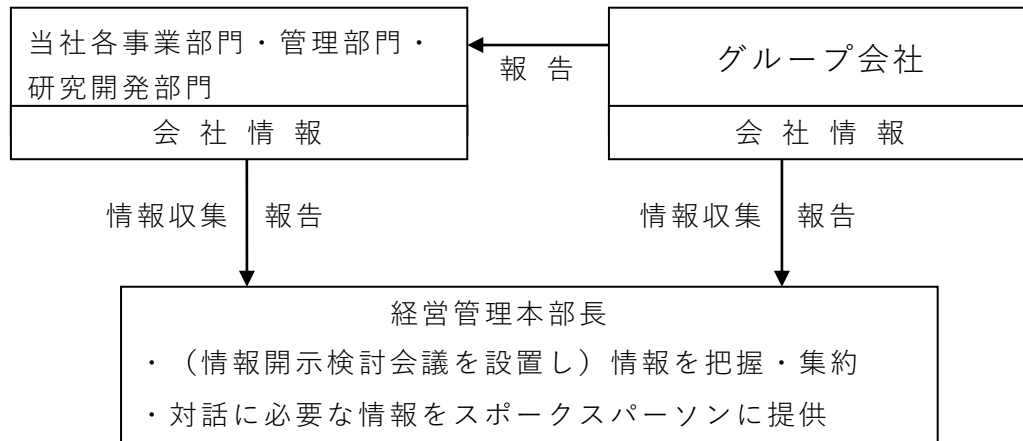 当社各事業部門・管理部門・
研究開発部門
会社情報
報告
グループ会社
会社情報
情報収集 報告
情報収集 報告
経営管理本部長
・（情報開示検討会議を設置し）情報を把握・集約
・対話に必要な情報をスポークスパーソンに提供